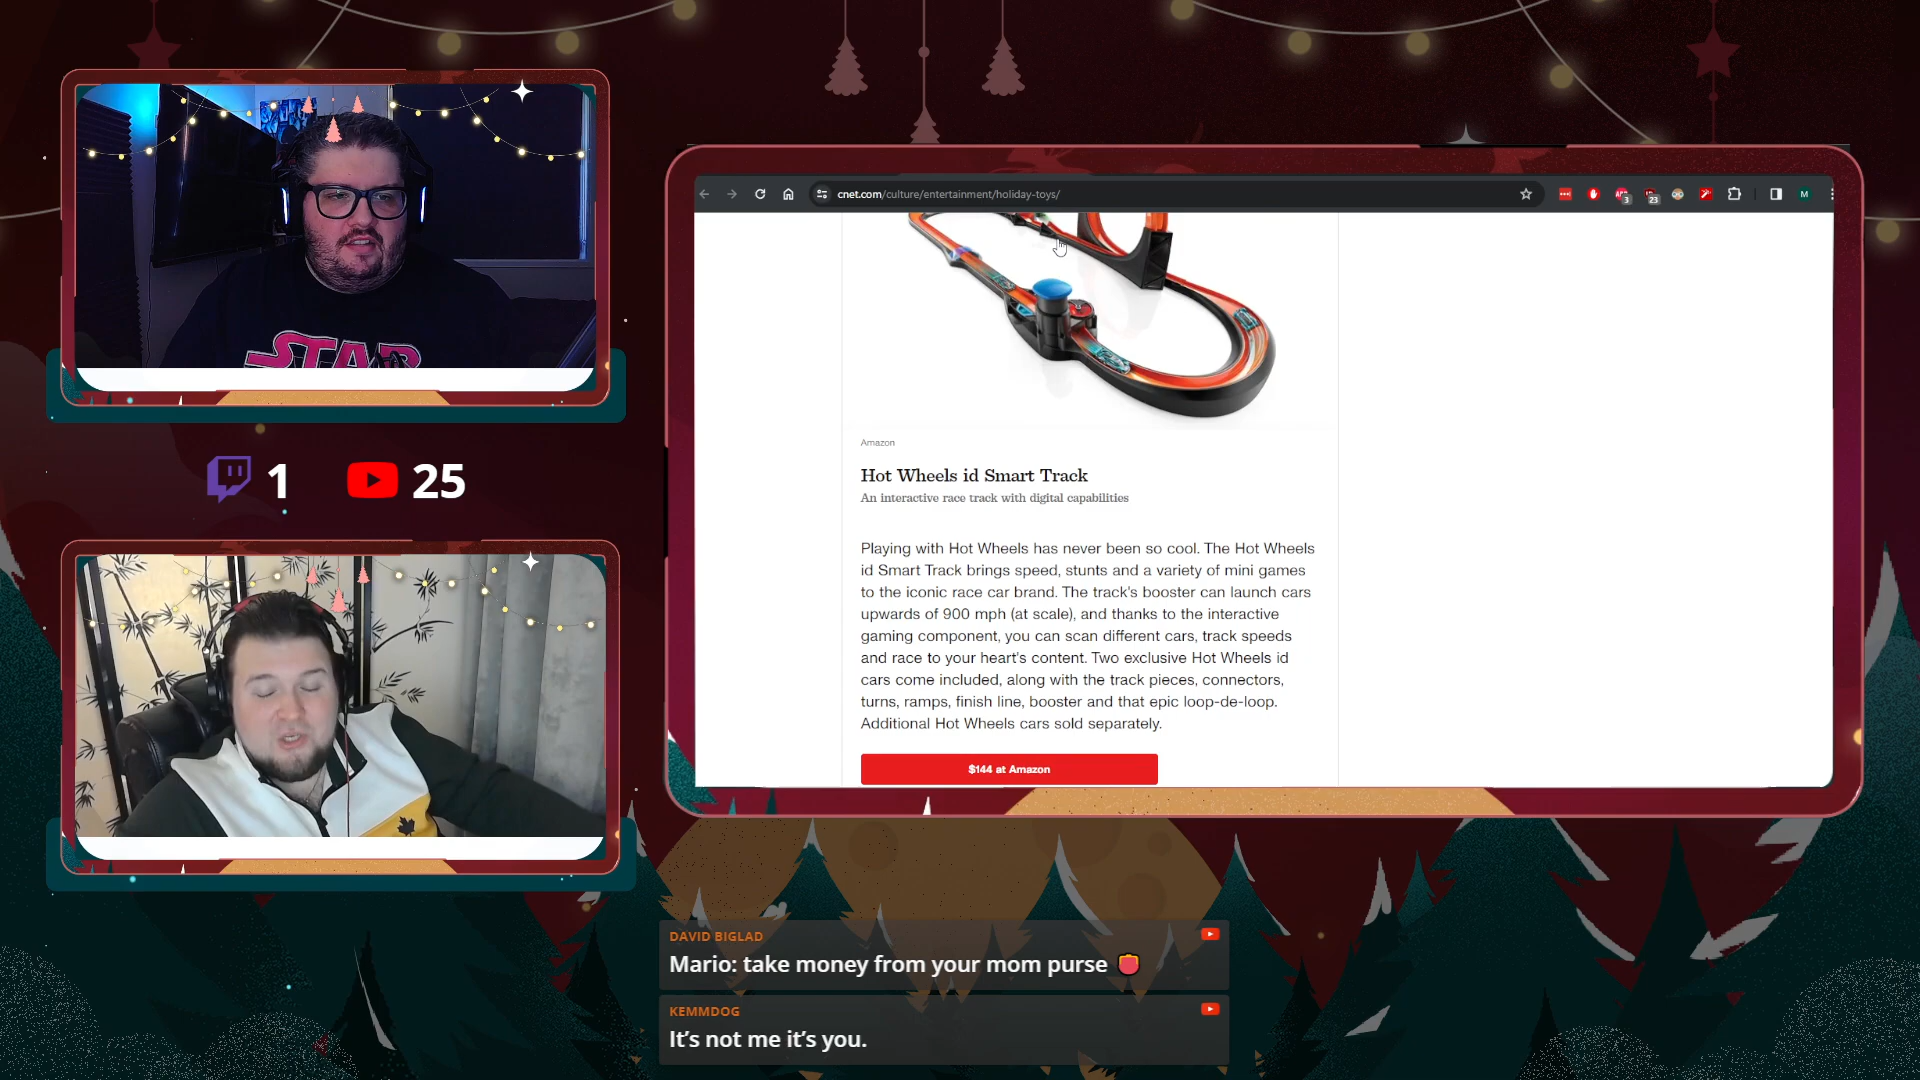 STAR
1
25
cnet.com/culture/entertainment/holiday-toys/
3
23
M
Amazon
Hot Wheels id Smart Track
An interactive race track with digital capabilities
Playing with Hot Wheels has never been so cool. The Hot Wheels
id Smart Track brings speed, stunts and a variety of mini games
to the iconic race car brand. The track's booster can launch cars
upwards of 900 mph (at scale), and thanks to the interactive
gaming component, you can scan different cars, track speeds
and race to your heart's content. Two exclusive Hot Wheels id
cars come included, along with the track pieces, connectors,
turns, ramps, finish line, booster and that epic loop-de-loop.
Additional Hot Wheels cars sold separately.
$144 at Amazon
DAVID BIGLAD
Mario: take money from your mom purse
KEMMDOG
It's not me it's you.